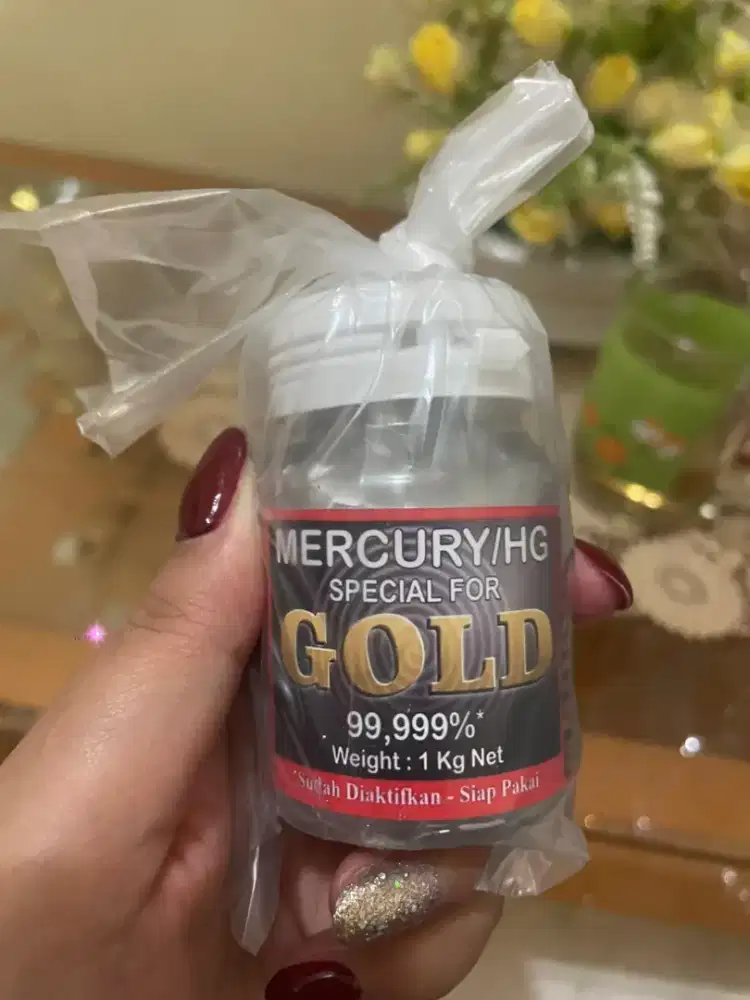 MERCURY/HG
SPECIAL FOR
GOLD
99,999%*
Weight : 1 Kg Net
*Sudah Diaktifkan - Siap Pakai